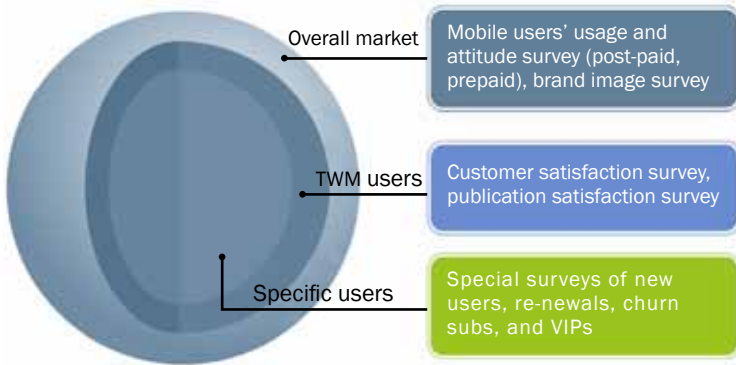 Overall market
Mobile users' usage and
attitude survey (post-paid,
prepaid), brand image survey
TWM users
Customer satisfaction survey,
publication satisfaction survey
Specific users
Special surveys of new
users, re-newals, churn
subs, and VIPs